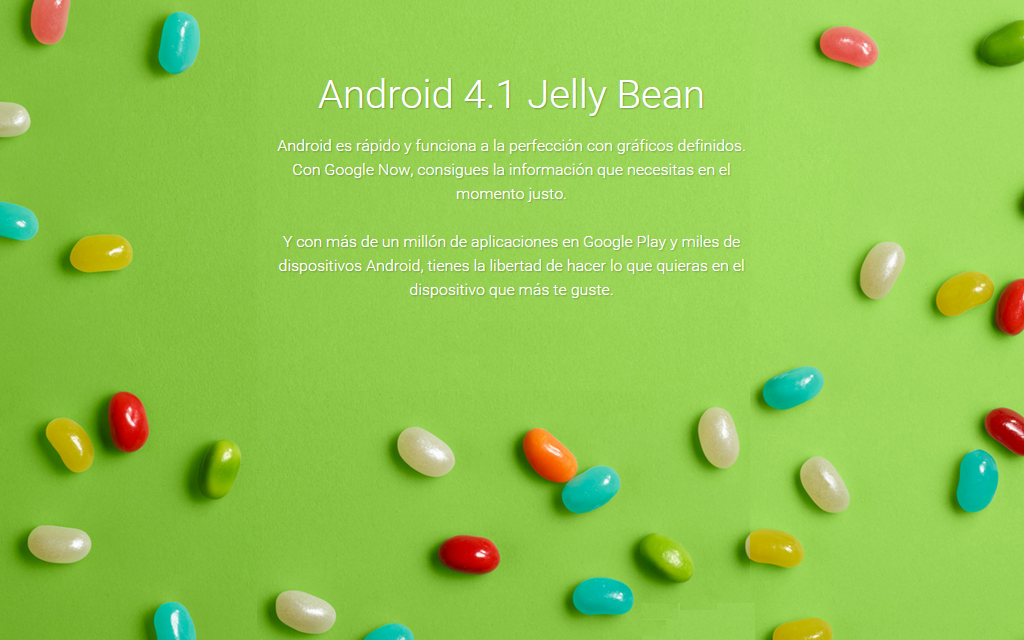 Android 4.1 Jelly Bean
Android es rápido y funciona a la perfección con gráficos definidos.
Con Google Now, consigues la información que necesitas en el
momento justo.
Y con más de un millón de aplicaciones en Google Play y miles de
dispositivos Android, tienes la libertad de hacer lo que quieras en el
dispositivo que más te guste.